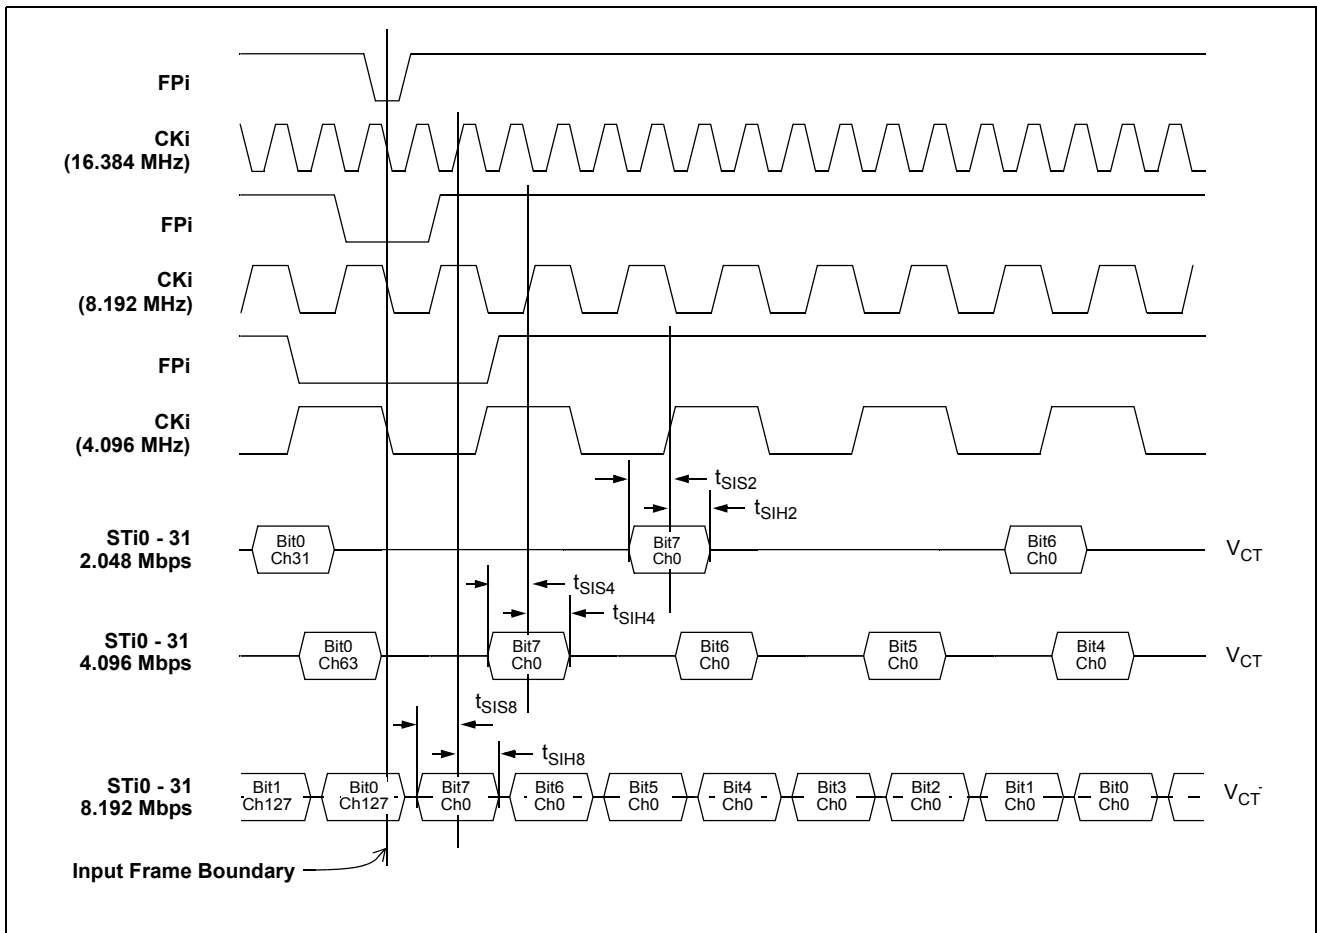 FPi
CKi
(16.384 MHz)
FPi
CKi
(8.192 MHz)
FPi
CKi
(4.096 MHz)
tSIS2
tSIH2
STi0 - 31
2.048 Mbps
Bit0
Ch31
Bit7
Ch0
Bit6
Ch0
VCT
tSIS4
tSIH4
STi0 - 31
4.096 Mbps
Bit0
Ch63
Bit7
Ch0
Bit6
Ch0
Bit5
Ch0
Bit4
Ch0
VCT
tSIS8
tSIH8
STi0 - 31
8.192 Mbps
Bit1
Ch127
Bit0
Ch127
Bit7
Ch0
Bit6
Ch0
Bit5
Ch0
Bit4
Ch0
Bit3
Ch0
Bit2
Ch0
Bit1
Ch0
Bit0
Ch0
VCT
Input Frame Boundary